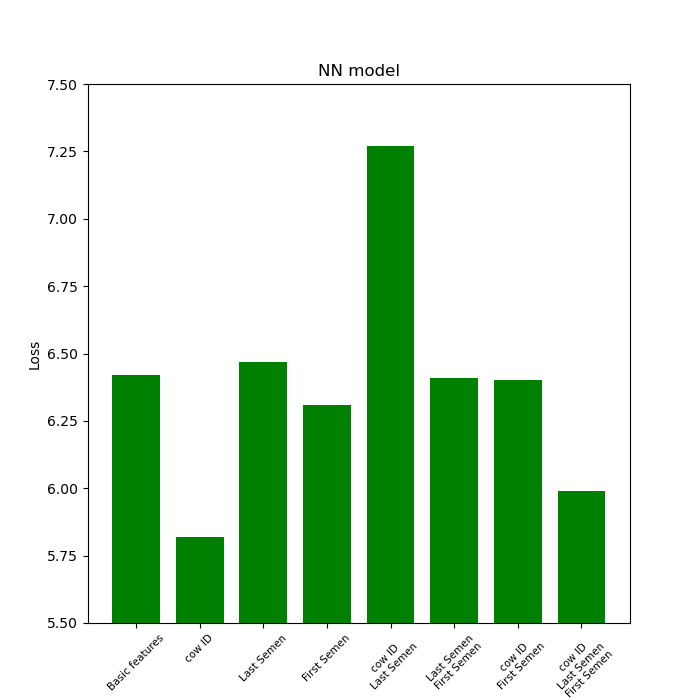 NN model
7.50
7.25
7.00
6.75
6.50
6.25
6.00
5.75
5.50
Loss
Basic features
cow ID
Last Semen
First Semen
cow ID
Last Semen
Last Semen
First Semen
cow ID
First Semen
cow ID
Last Semen
First Semen